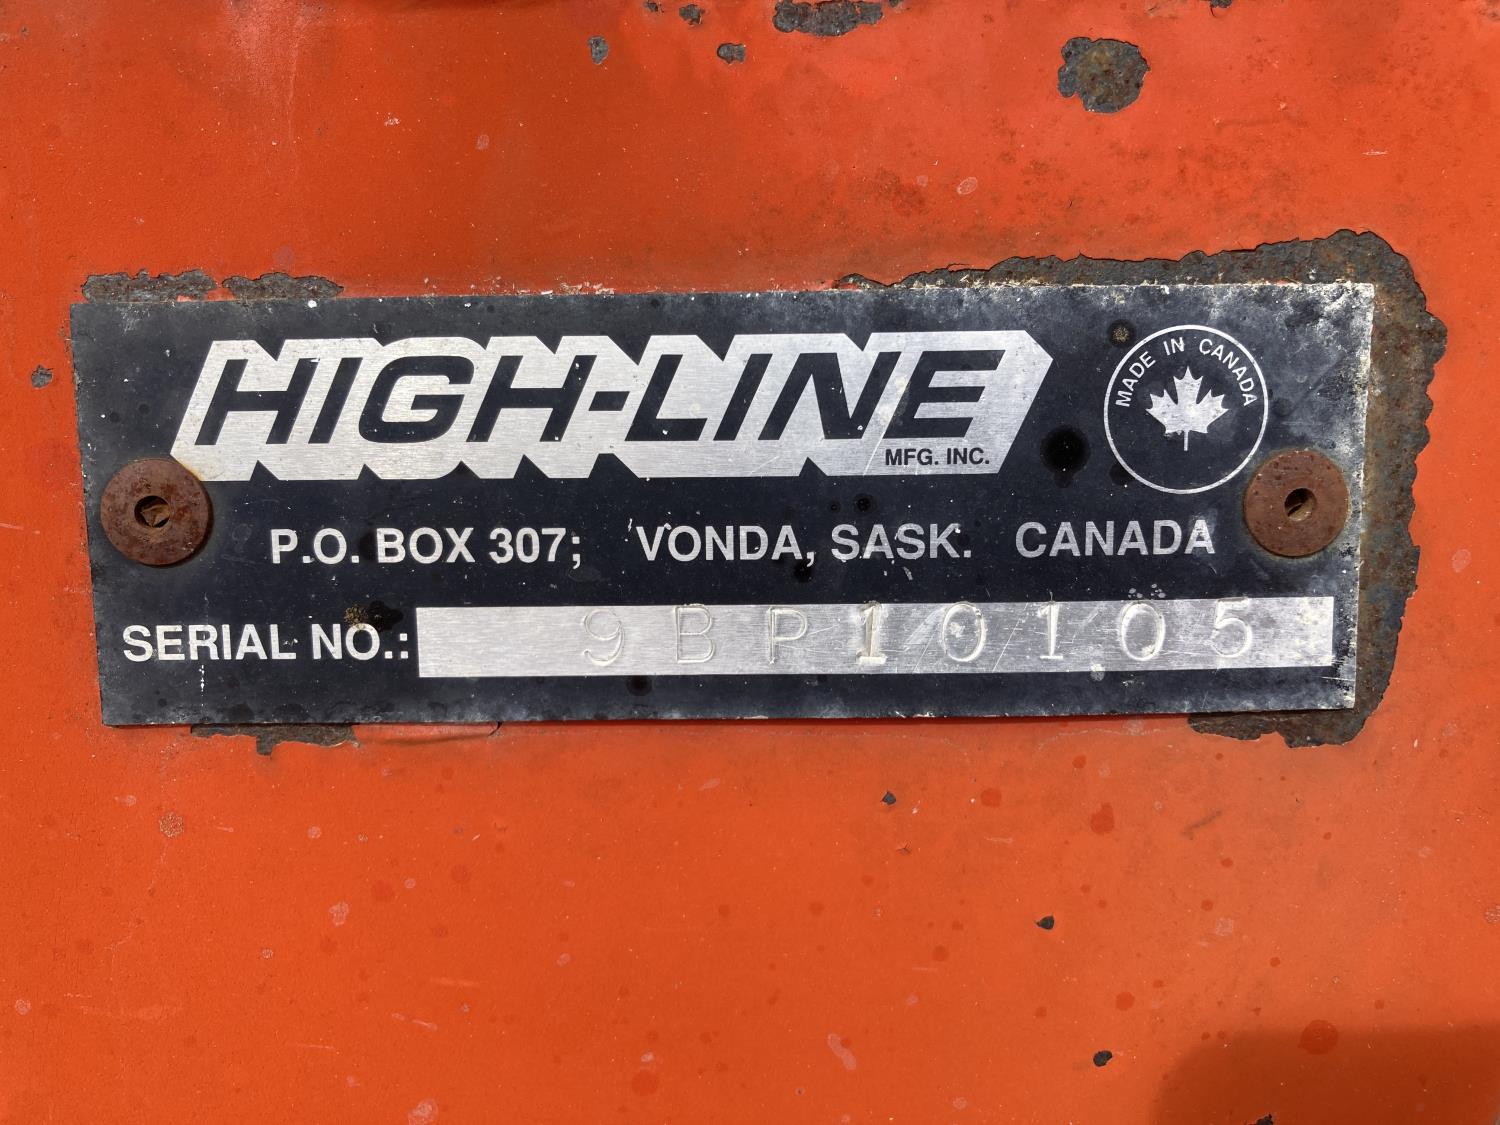 HIGH-LINE
MFG. INC.
MADE IN CANADA
P.O. BOX 307; VONDA, SASK. CANADA
SERIAL NO.: 9BP10105